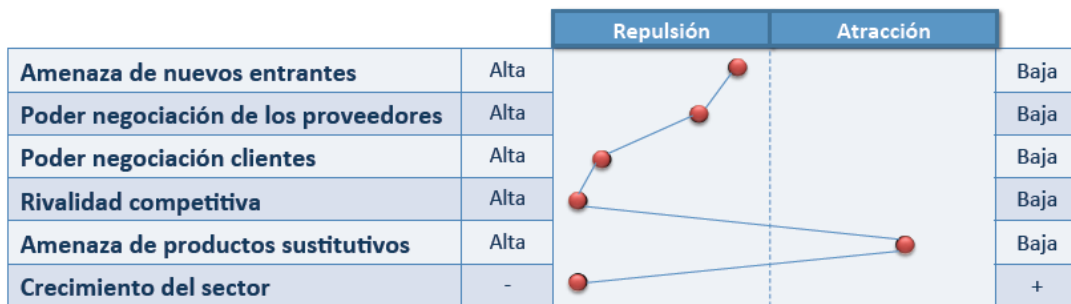 Repulsión Atracción
Amenaza de nuevos entrantes Alta Baja
Poder negociación de los proveedores Alta Baja
Poder negociación clientes Alta Baja
Rivalidad competitiva Alta Baja
Amenaza de productos sustitutivos Alta Baja
Crecimiento del sector - +